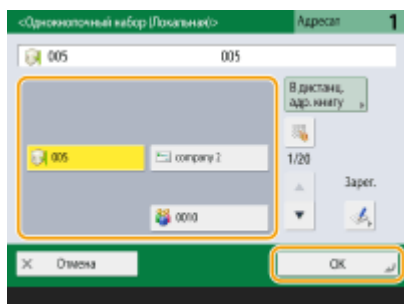 <Однокнопочный набор (Локальная)>
Адресат 1
005 005
В дистанц.
адр. книгу
005
company 2
1/20
Зарег.
0010
Отмена
OK